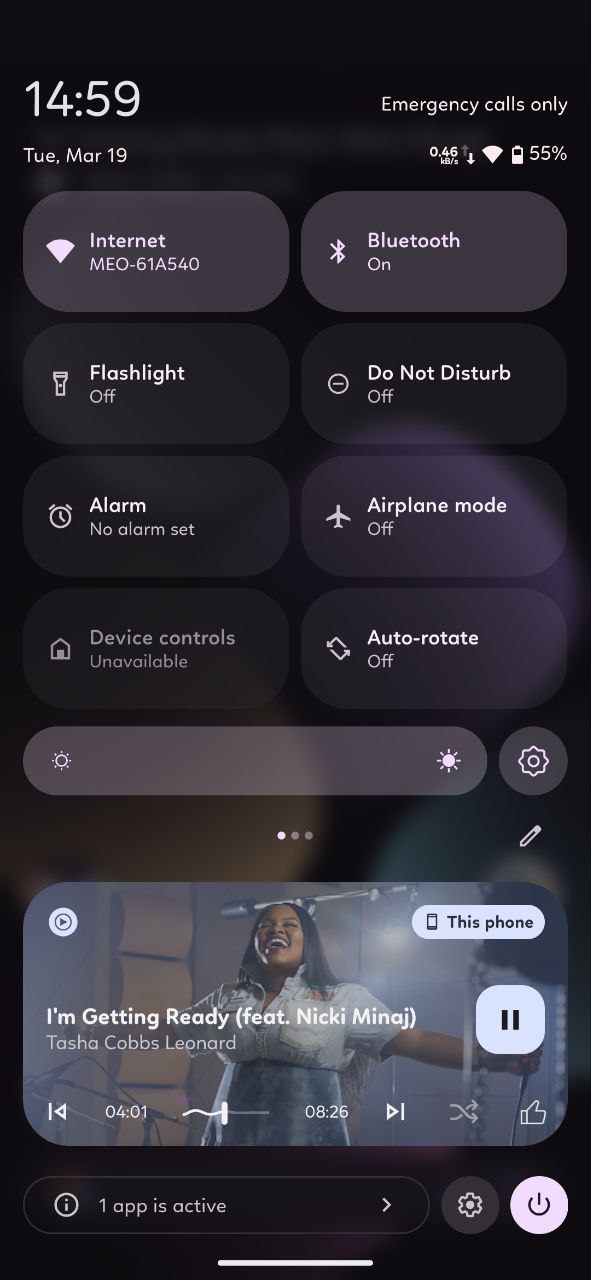 14:59
Emergency calls only
Tue, Mar 19
0.46 kB/s
55%
Internet
MEO-61A540
Bluetooth
On
Flashlight
Off
Do Not Disturb
Off
Alarm
No alarm set
Airplane mode
Off
Device controls
Unavailable
Auto-rotate
Off
This phone
I'm Getting Ready (feat. Nicki Minaj)
Tasha Cobbs Leonard
04:01
08:26
1 app is active